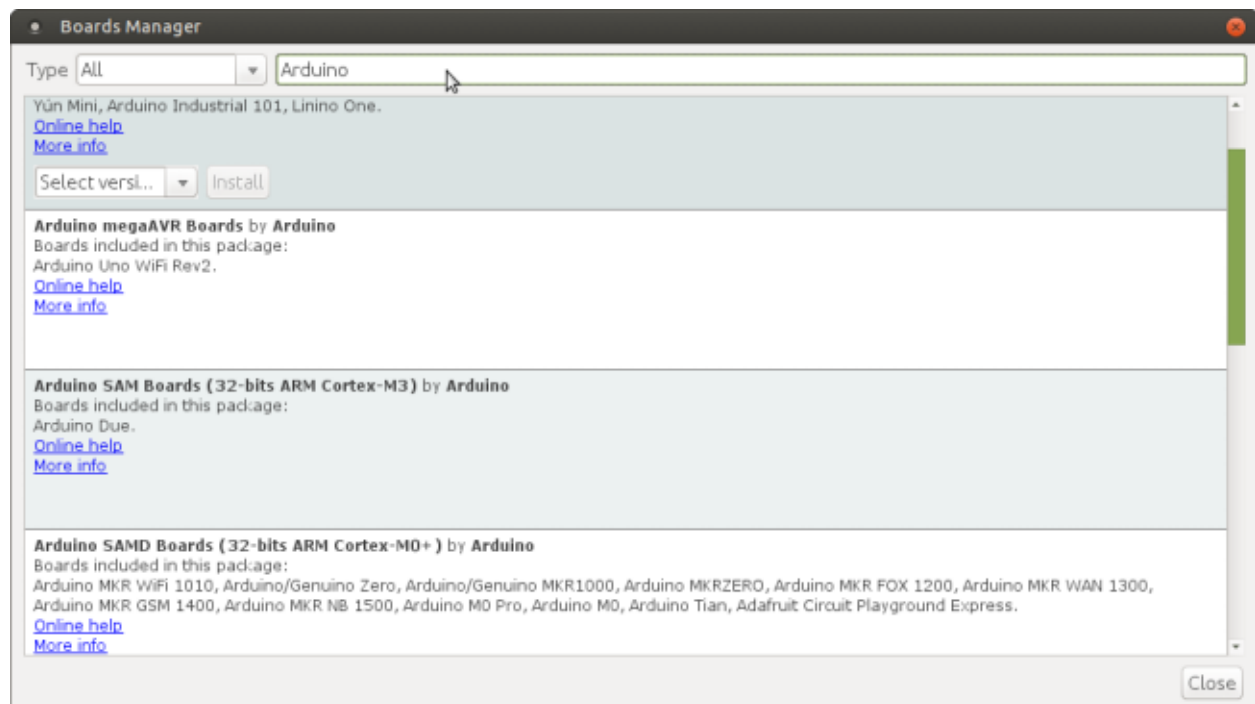 Boards Manager
Type All Arduino
Yún Mini, Arduino Industrial 101, Linino One.
Online help
More info
Select versi... Install
Arduino megaAVR Boards by Arduino
Boards included in this package:
Arduino Uno WiFi Rev2.
Online help
More info
Arduino SAM Boards (32-bits ARM Cortex-M3) by Arduino
Boards included in this package:
Arduino Due.
Online help
More info
Arduino SAMD Boards (32-bits ARM Cortex-M0+) by Arduino
Boards included in this package:
Arduino MKR WiFi 1010, Arduino/Genuino Zero, Arduino/Genuino MKR1000, Arduino MKRZERO, Arduino MKR FOX 1200, Arduino MKR WAN 1300,
Arduino MKR GSM 1400, Arduino MKR NB 1500, Arduino M0 Pro, Arduino M0, Arduino Tian, Adafruit Circuit Playground Express.
Online help
More info
Close